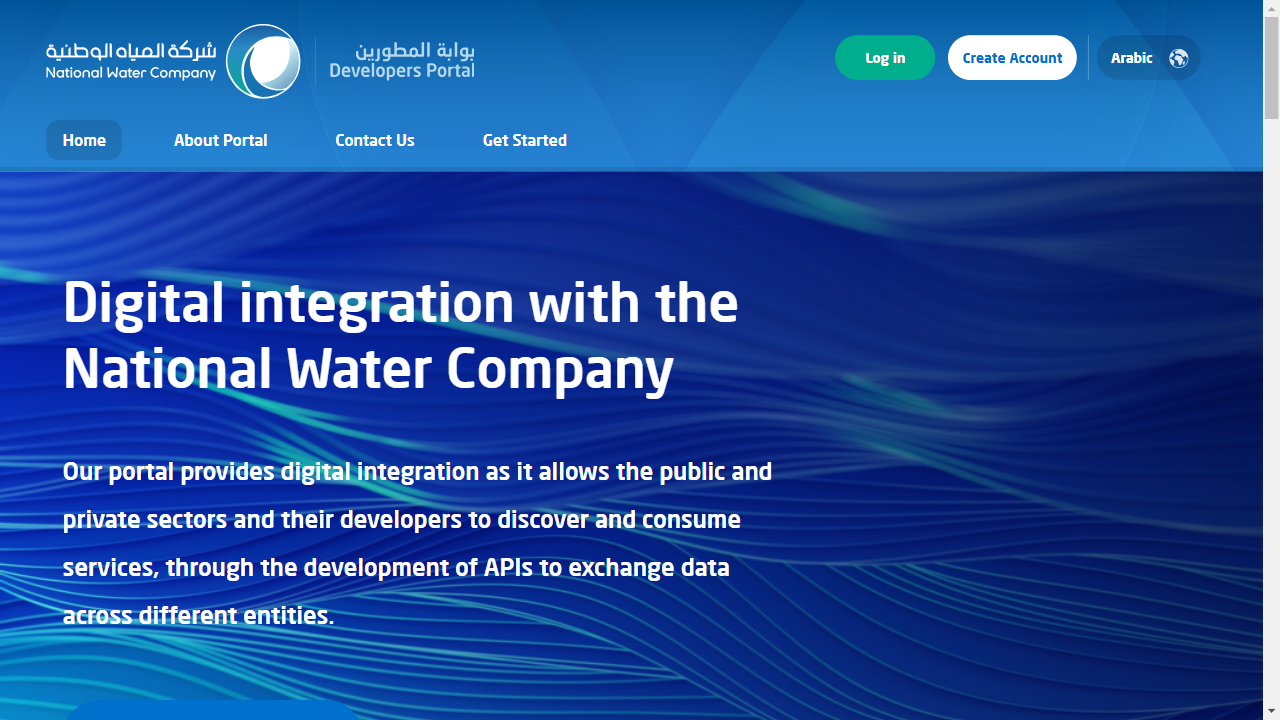 شركة المياه الوطنية
National Water Company
بوابة المطورين
Developers Portal
Log in
Create Account
Arabic
Home
About Portal
Contact Us
Get Started
Digital integration with the
National Water Company
Our portal provides digital integration as it allows the public and
private sectors and their developers to discover and consume
services, through the development of APIs to exchange data
across different entities.